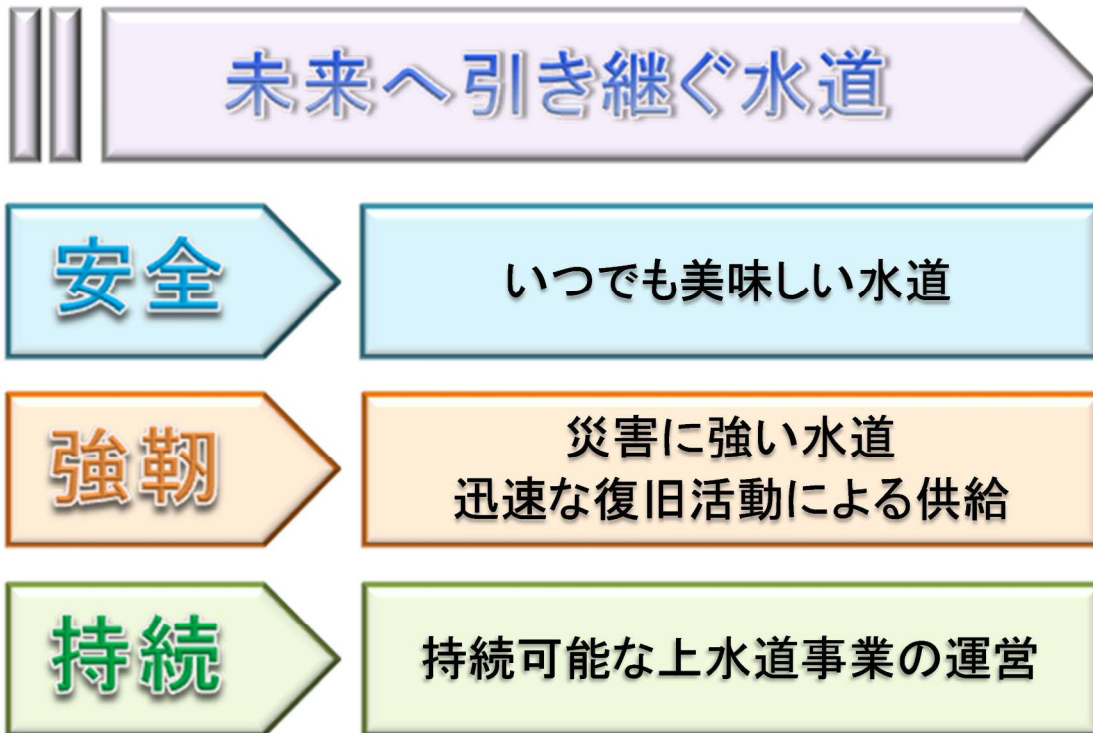 未来へ引き継ぐ水道
安全
いつでも美味しい水道
強靭
災害に強い水道
迅速な復旧活動による供給
持続
持続可能な上水道事業の運営